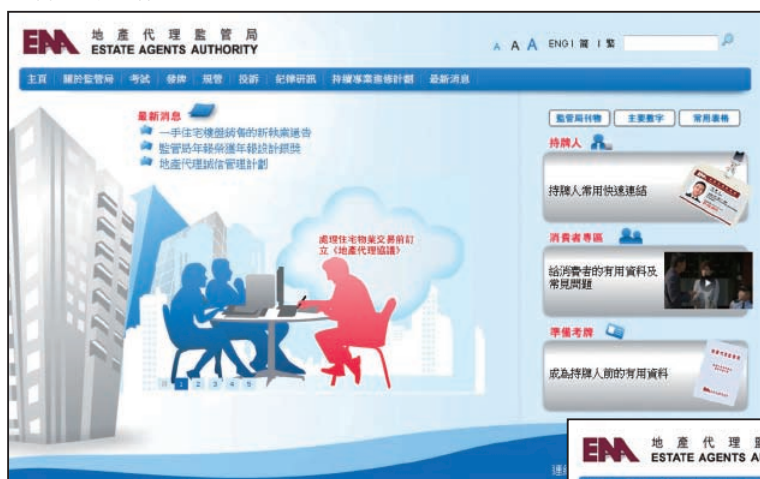 EAA 地產代理監管局
ESTATE AGENTS AUTHORITY
A A A ENG | 簡 | 繁
主頁 關於監管局 考試 發牌 規管 投訴 紀律研訊 持續專業進修計劃 最新消息
最新消息
一手住宅樓盤銷售的新執業通告
監管局年報榮獲年報設計銀獎
地產代理誠信管理計劃
處理住宅物業交易前訂
立《地產代理協議》
1 2 3 4 5
監管局刊物 主要數字 常用表格
持牌人
持牌人常用快速連結
消費者專區
給消費者的有用資料及
常見問題
準備考牌
成為持牌人前的有用資料
EAA 地產代理
ESTATE AGENTS